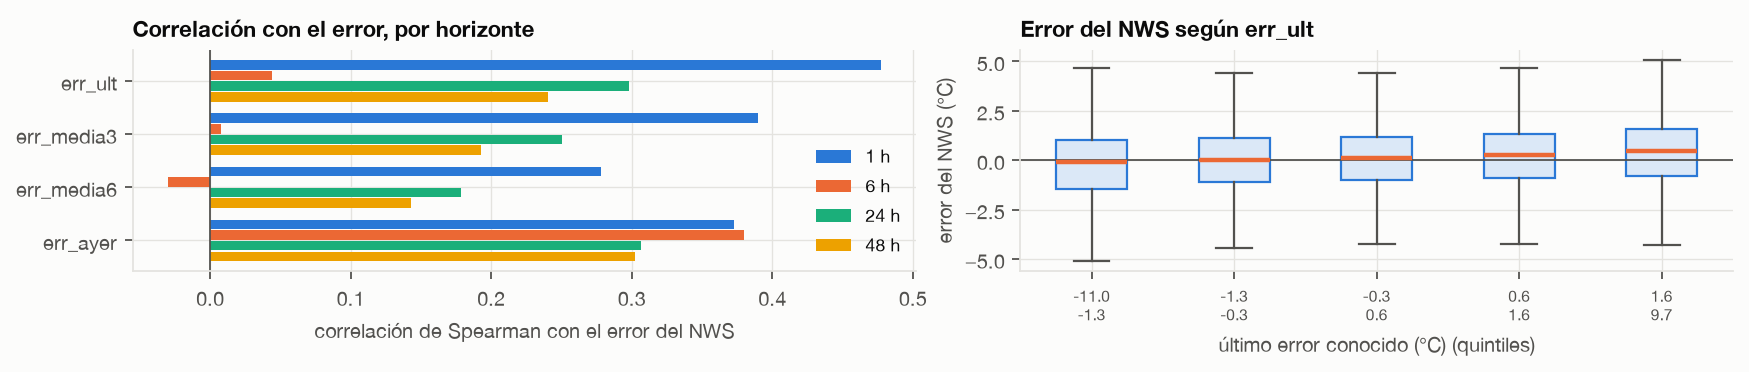 Correlación con el error, por horizonte
err_ult
err_media3
err_media6
err_ayer
1 h
6 h
24 h
48 h
0.0 0.1 0.2 0.3 0.4 0.5
correlación de Spearman con el error del NWS
Error del NWS según err_ult
error del NWS (°C)
5.0
2.5
0.0
−2.5
−5.0
-11.0 -1.3 -0.3 0.6 1.6
-1.3 -0.3 0.6 1.6 9.7
último error conocido (°C) (quintiles)